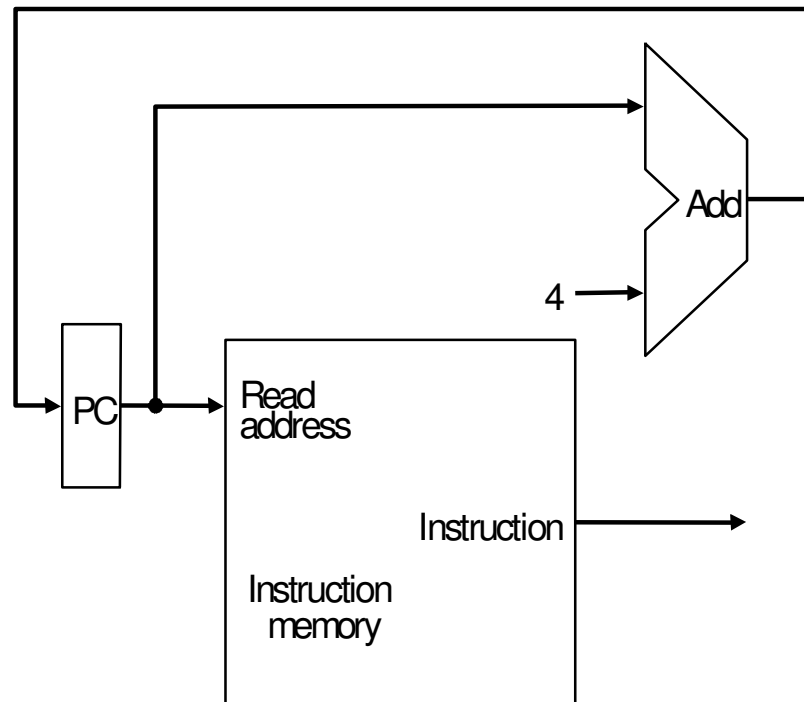 Add
4
PC
Read
address
Instruction
Instruction
memory